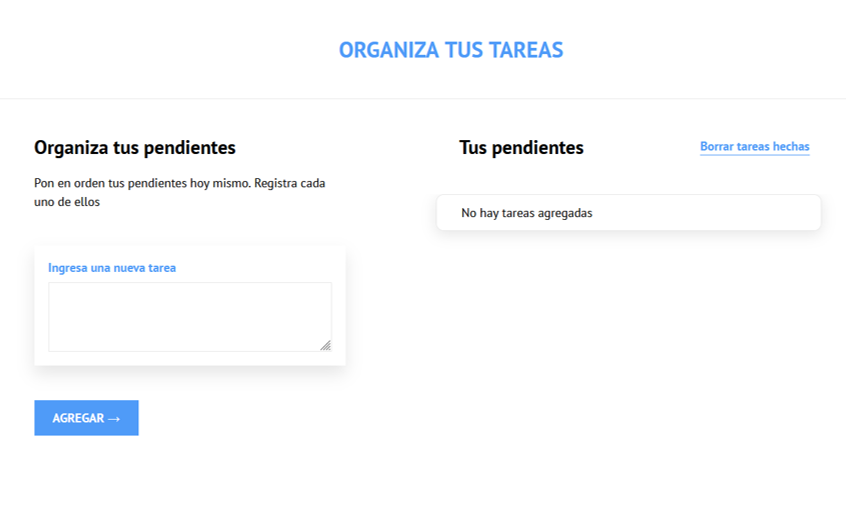 ORGANIZA TUS TAREAS
Organiza tus pendientes
Pon en orden tus pendientes hoy mismo. Registra cada
uno de ellos
Ingresa una nueva tarea
AGREGAR →
Tus pendientes
Borrar tareas hechas
No hay tareas agregadas